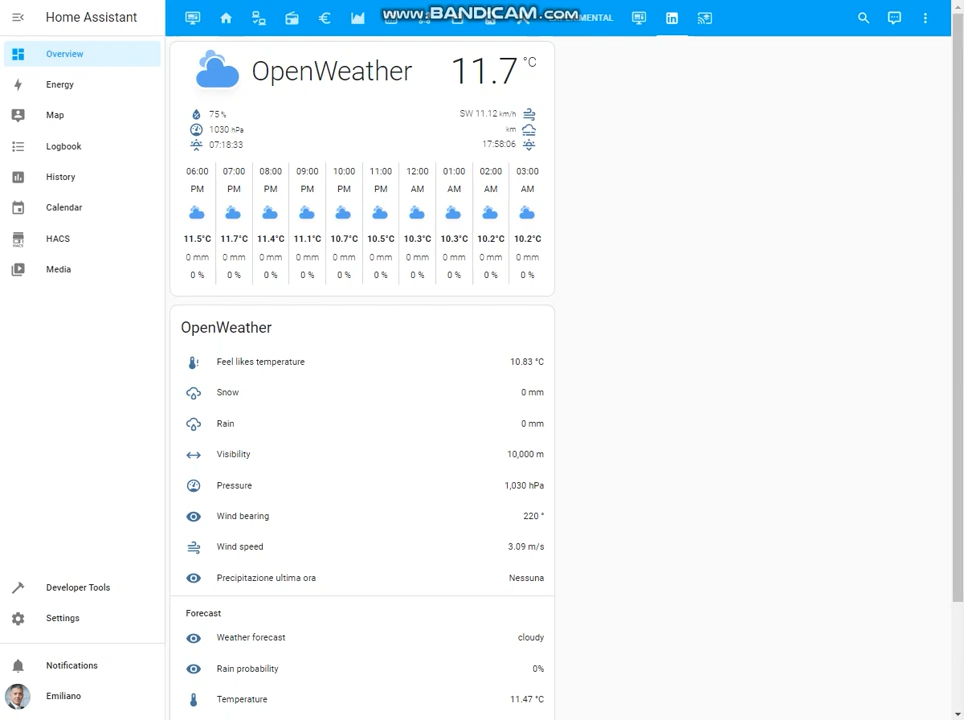 Home Assistant
www.BANDICAM.com
MENTAL
Overview
Energy
Map
Logbook
History
Calendar
HACS
Media
Developer Tools
Settings
Notifications
Emiliano
OpenWeather
11.7 °C
75 %
SW 11.12 km/h
1030 hPa
km
07:18:33
17:58:06
06:00 07:00 08:00 09:00 10:00 11:00 12:00 01:00 02:00 03:00
PM PM PM PM PM PM AM AM AM AM
11.5°C 11.7°C 11.4°C 11.1°C 10.7°C 10.5°C 10.3°C 10.3°C 10.2°C 10.2°C
0 mm 0 mm 0 mm 0 mm 0 mm 0 mm 0 mm 0 mm 0 mm 0 mm
0 % 0 % 0 % 0 % 0 % 0 % 0 % 0 % 0 % 0 %
OpenWeather
Feel likes temperature 10.83 °C
Snow 0 mm
Rain 0 mm
Visibility 10,000 m
Pressure 1,030 hPa
Wind bearing 220 °
Wind speed 3.09 m/s
Precipitazione ultima ora Nessuna
Forecast
Weather forecast cloudy
Rain probability 0%
Temperature 11.47 °C